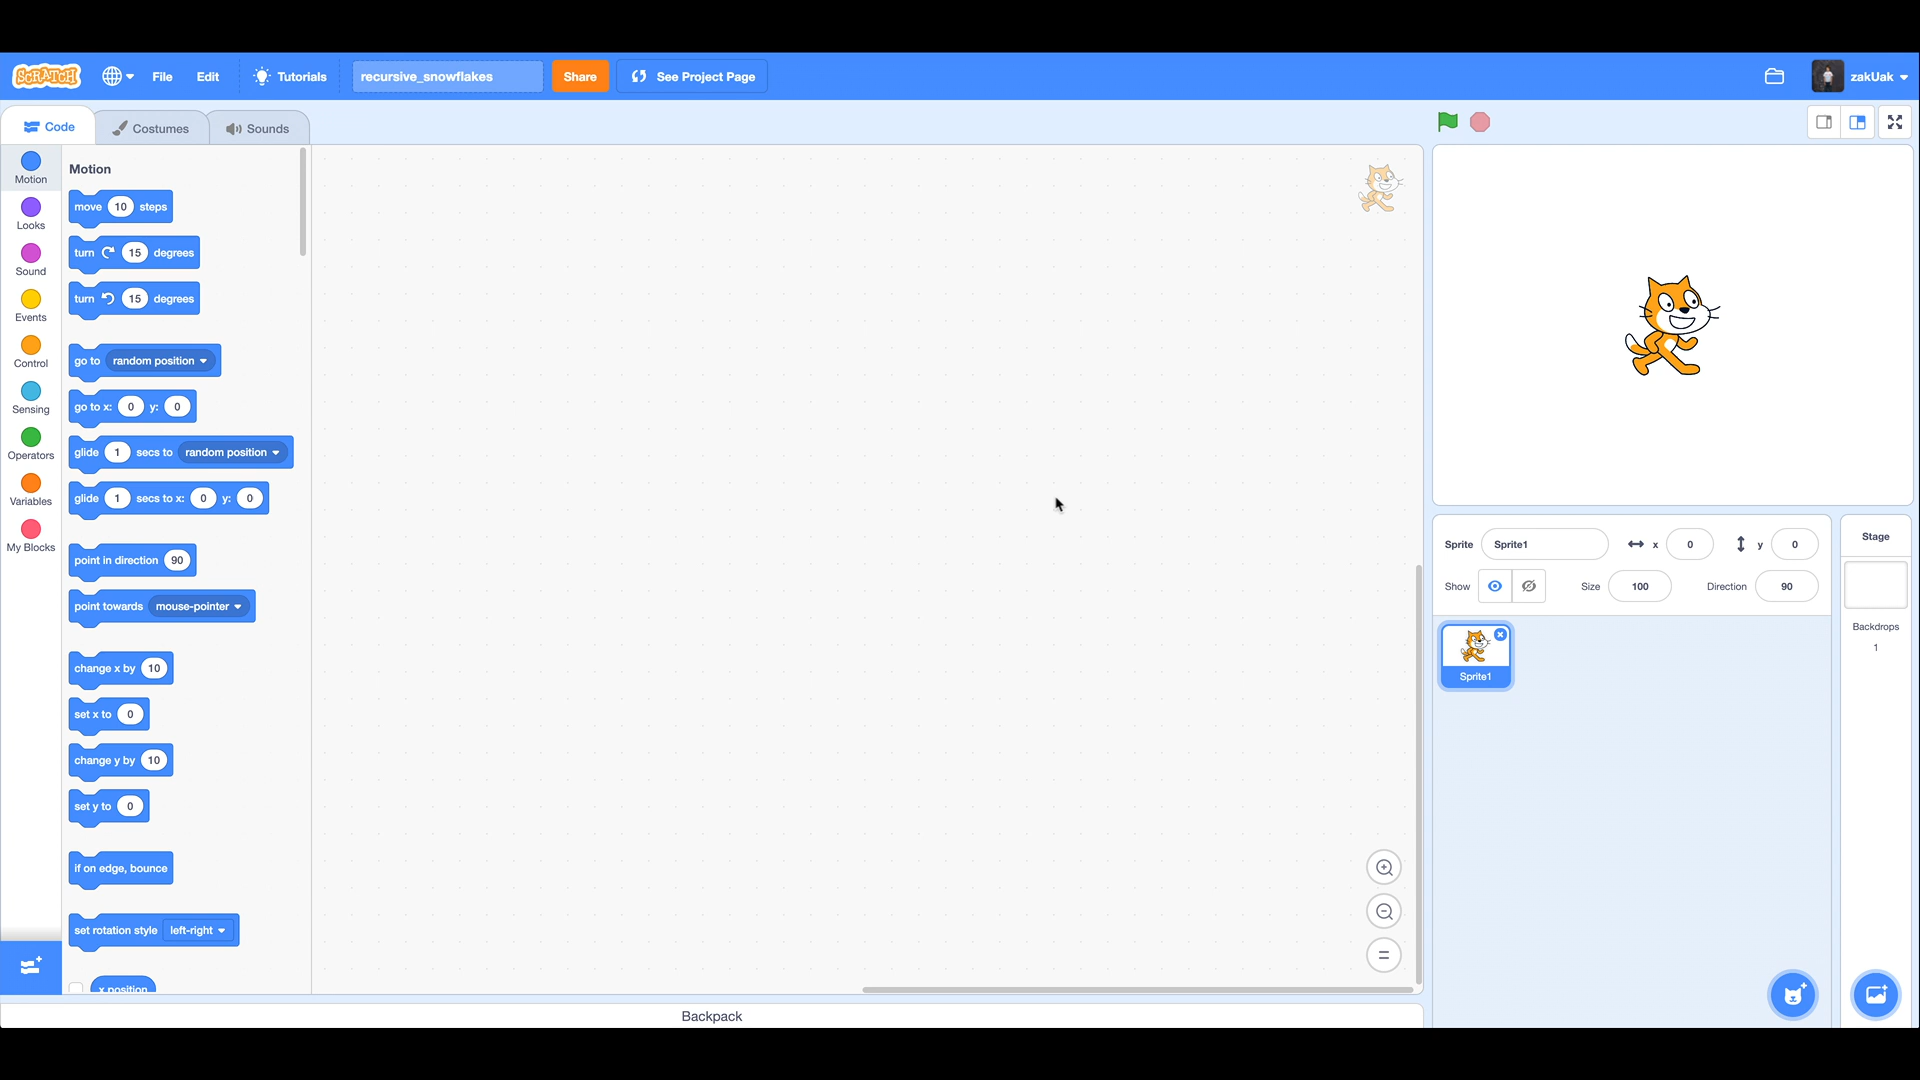 SCRATCH File Edit Tutorials recursive_snowflakes Share See Project Page zakUak
Code Costumes Sounds
Motion
Looks
Sound
Events
Control
Sensing
Operators
Variables
My Blocks
Motion
move 10 steps
turn 15 degrees
turn 15 degrees
go to random position
go to x: 0 y: 0
glide 1 secs to random position
glide 1 secs to x: 0 y: 0
point in direction 90
point towards mouse-pointer
change x by 10
set x to 0
change y by 10
set y to 0
if on edge, bounce
set rotation style left-right
x position
Sprite Sprite1 x 0 y 0
Show Size 100 Direction 90
Sprite1
Stage
Backdrops
1
Backpack